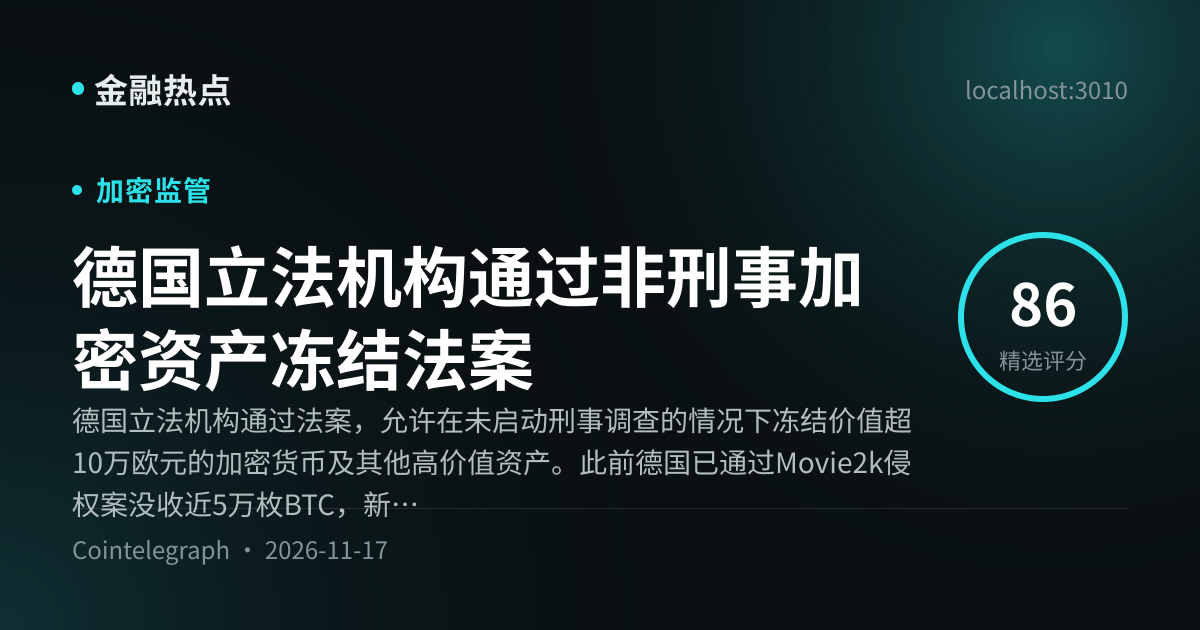 金融热点
localhost:3010
加密监管
德国立法机构通过非刑事加
密资产冻结法案
86
精选评分
德国立法机构通过法案，允许在未启动刑事调查的情况下冻结价值超
10万欧元的加密货币及其他高价值资产。此前德国已通过Movie2k侵
权案没收近5万枚BTC，新…
Cointelegraph · 2026-11-17